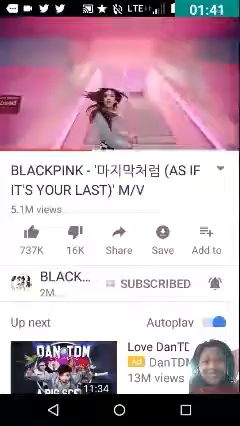 LTE
01:41
BLACKPINK - '마지막처럼 (AS IF
IT'S YOUR LAST)' M/V
5.1M views
737K
16K
Share
Save
Add to
BLACK...
2M...
SUBSCRIBED
Up next
Autoplay
DAN TDM
11:34
Love DanTD
Ad DanTDM
13M views